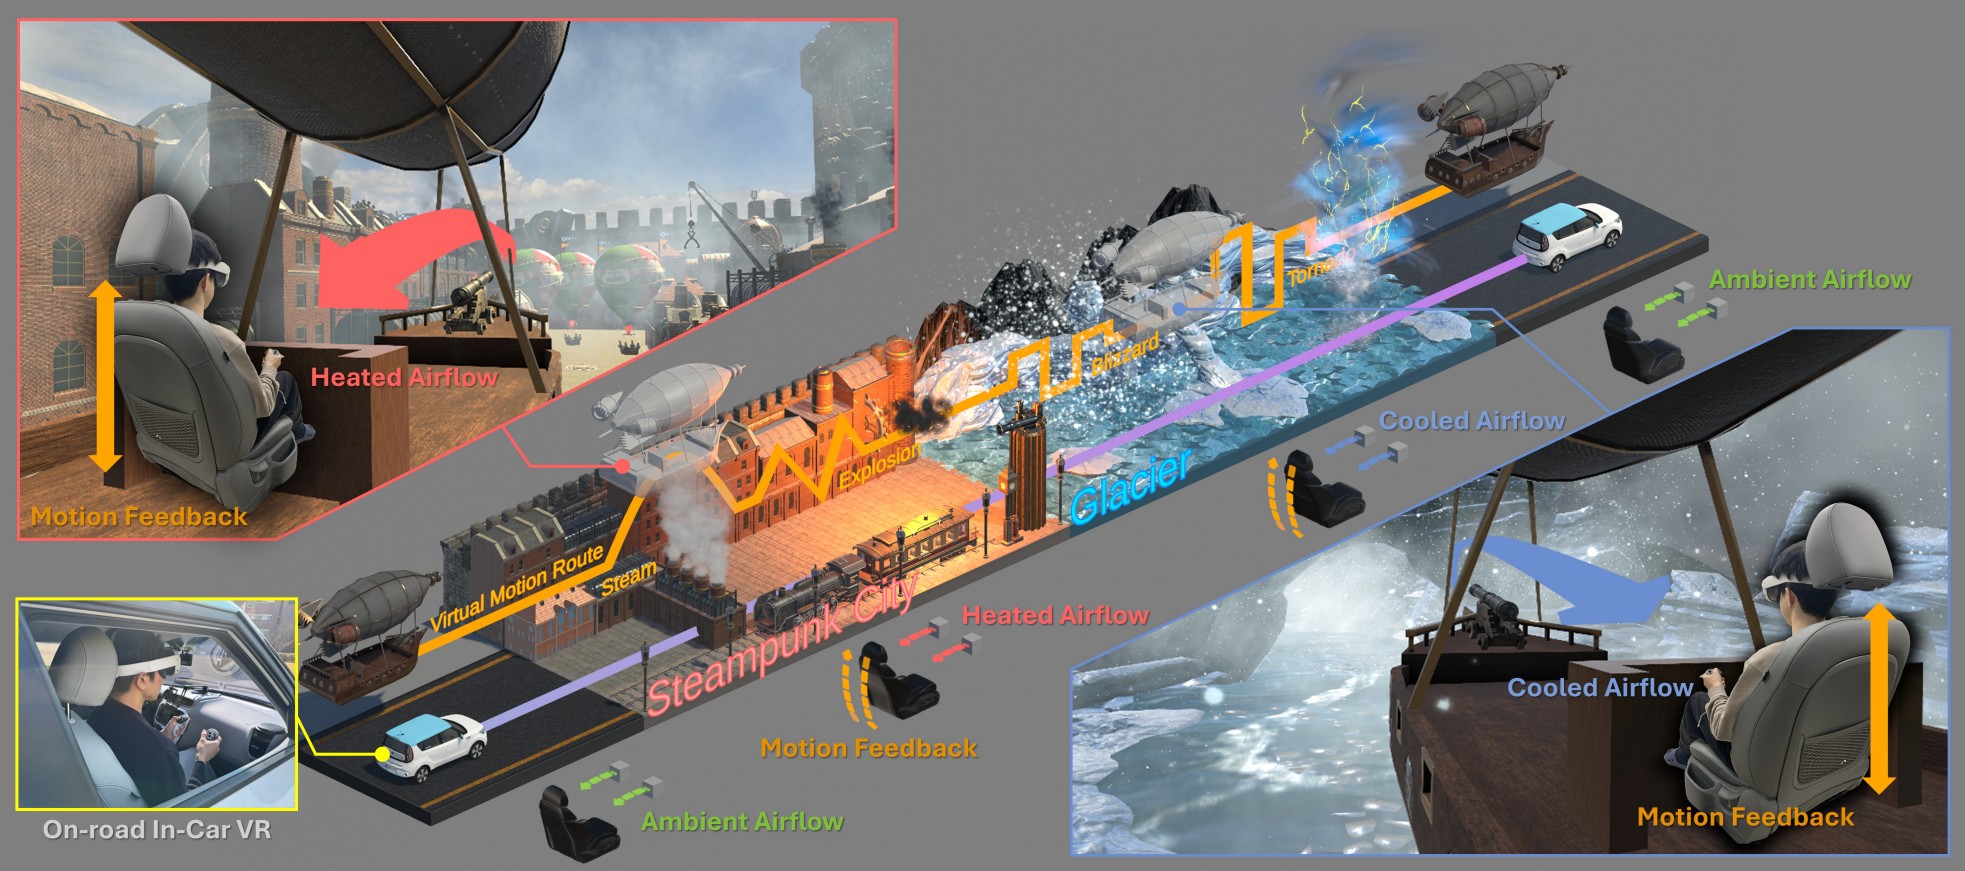 Heated Airflow
Motion Feedback
On-road In-Car VR
Virtual Motion Route
Steam
Explosion
Blizzard
Tornado
Steampunk City
Glacier
Ambient Airflow
Heated Airflow
Motion Feedback
Cooled Airflow
Ambient Airflow
Cooled Airflow
Motion Feedback